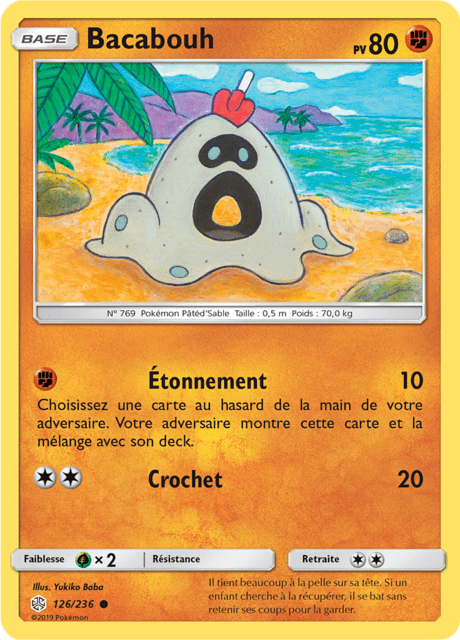 BASE Bacabouh PV 80
N° 769 Pokémon Pâtéd'Sable Taille : 0,5 m Poids : 70,0 kg
Étonnement 10
Choisissez une carte au hasard de la main de votre
adversaire. Votre adversaire montre cette carte et la
mélange avec son deck.
Crochet 20
Faiblesse × 2 Résistance Retraite
Illus. Yukiko Baba
126/236
©2019 Pokémon
Il tient beaucoup à la pelle sur sa tête. Si un
enfant cherche à la récupérer, il se bat sans
retenir ses coups pour la garder.